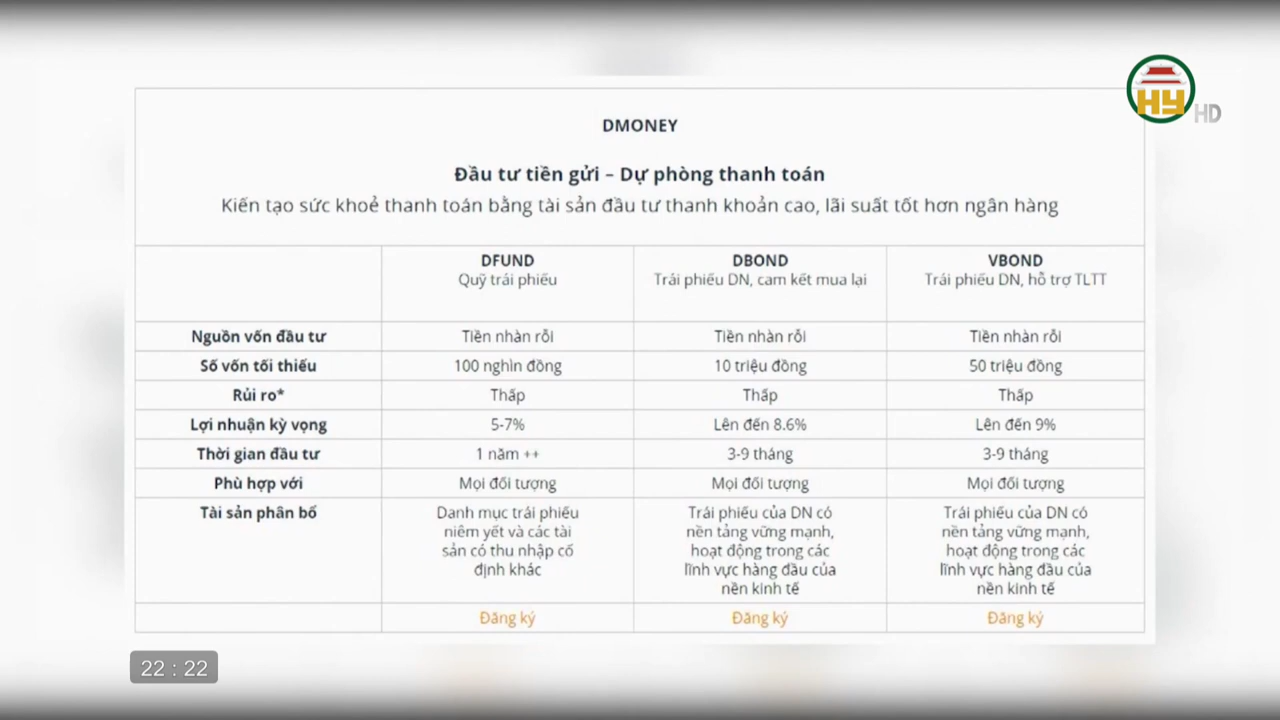 HY
HD
DMONEY
Đầu tư tiền gửi – Dự phòng thanh toán
Kiến tạo sức khoẻ thanh toán bằng tài sản đầu tư thanh khoản cao, lãi suất tốt hơn ngân hàng
DFUND DBOND VBOND
Quỹ trái phiếu Trái phiếu DN, cam kết mua lại Trái phiếu DN, hỗ trợ TLTT
Nguồn vốn đầu tư Tiền nhàn rỗi Tiền nhàn rỗi Tiền nhàn rỗi
Số vốn tối thiếu 100 nghìn đồng 10 triệu đồng 50 triệu đồng
Rủi ro* Thấp Thấp Thấp
Lợi nhuận kỳ vọng 5-7% Lên đến 8.6% Lên đến 9%
Thời gian đầu tư 1 năm ++ 3-9 tháng 3-9 tháng
Phù hợp với Mọi đối tượng Mọi đối tượng Mọi đối tượng
Tài sản phân bổ Danh mục trái phiếu Trái phiếu của DN có Trái phiếu của DN có
niêm yết và các tài nền tảng vững mạnh, nền tảng vững mạnh,
sản có thu nhập cố hoạt động trong các hoạt động trong các
định khác lĩnh vực hàng đầu của lĩnh vực hàng đầu của
nền kinh tế nền kinh tế
Đăng ký Đăng ký Đăng ký
22 : 22